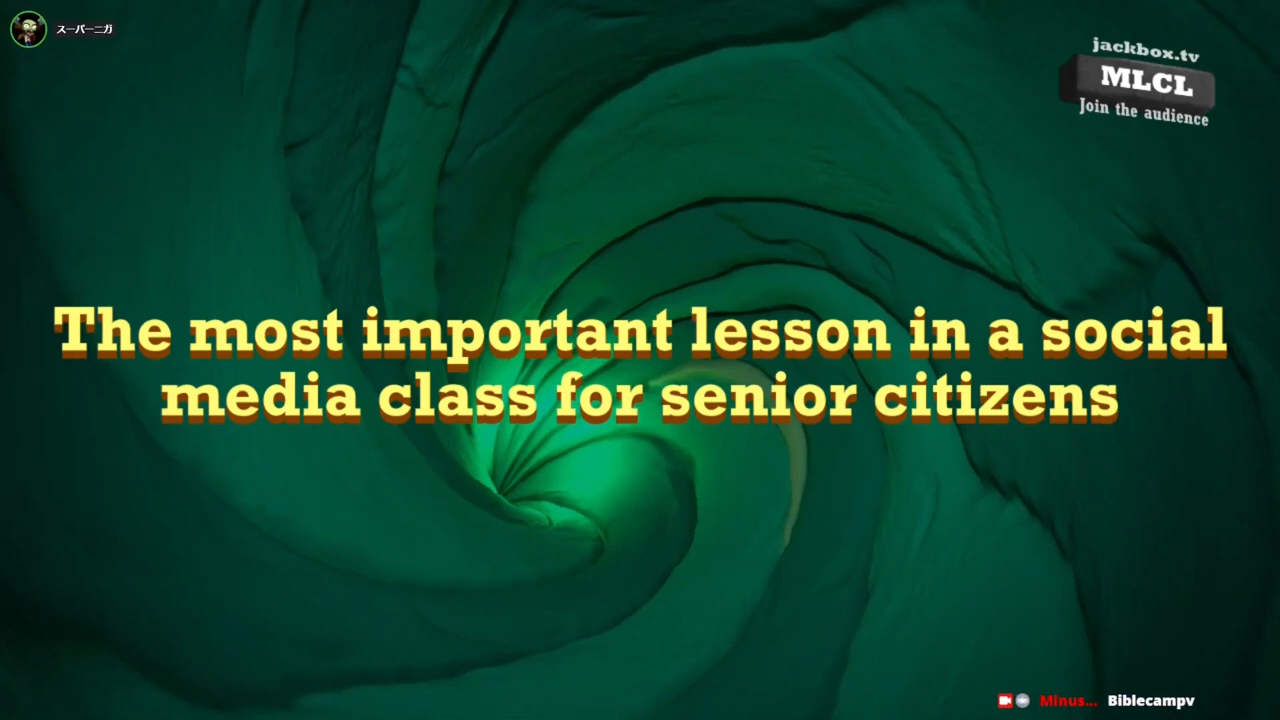 スーパーニガ
jackbox.tv
MLCL
Join the audience
The most important lesson in a social
media class for senior citizens
Minus... Biblecampv